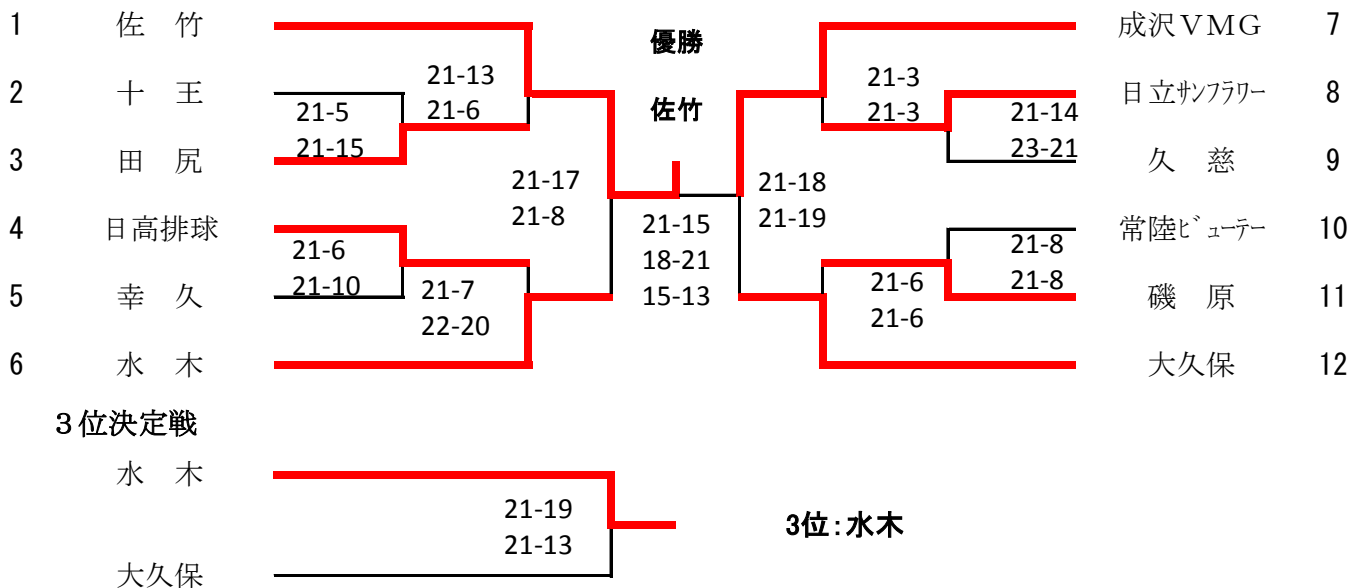 1 佐 竹
優勝
成沢VMG 7
21-13
21-6
21-3
21-3
2 十 王
佐竹
日立ｻﾝﾌﾗﾜｰ 8
21-5
21-15
21-14
23-21
3 田 尻
久 慈 9
21-17
21-8
21-18
21-19
4 日高排球
21-15
18-21
15-13
常陸ﾋﾞｭｰﾃｰ 10
21-6
21-10
21-8
21-8
5 幸 久
21-7
22-20
21-6
21-6
磯 原 11
6 水 木
大久保 12
３位決定戦
水 木
21-19
21-13
3位：水木
大久保